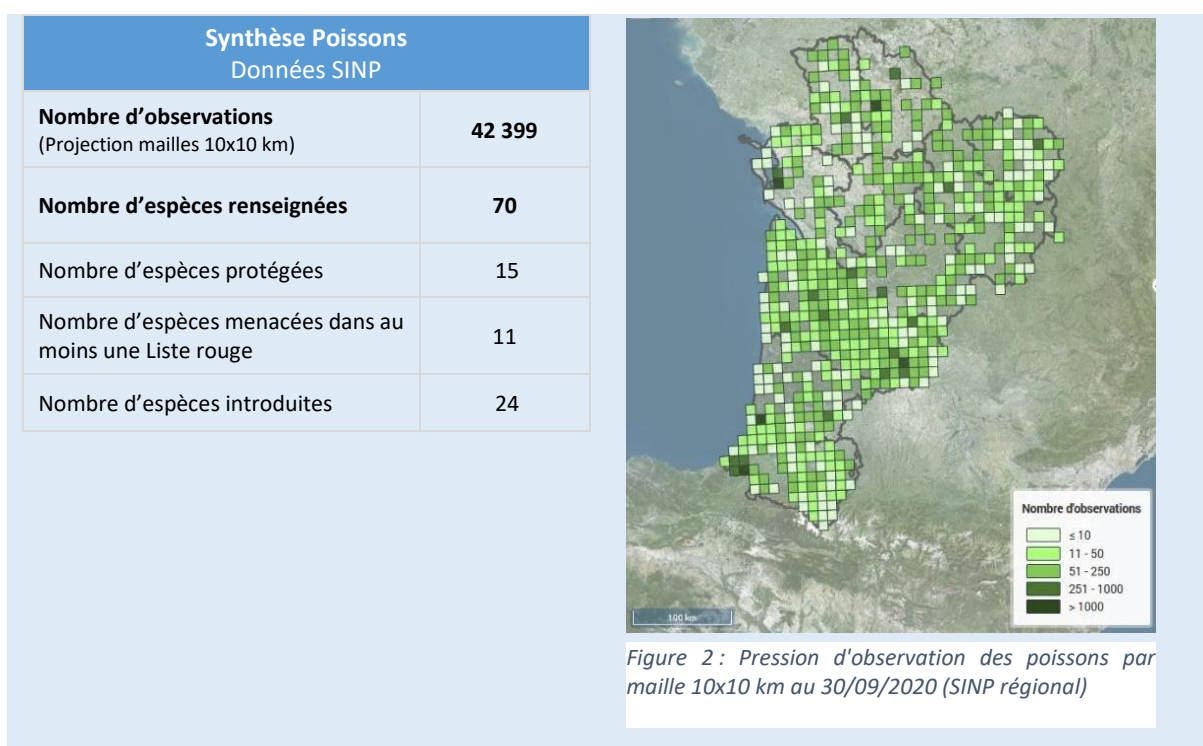 Synthèse Poissons
Données SINP
Nombre d’observations
(Projection mailles 10x10 km)
42 399
Nombre d’espèces renseignées
70
Nombre d’espèces protégées
15
Nombre d’espèces menacées dans au
moins une Liste rouge
11
Nombre d’espèces introduites
24
Nombre d'observations
≤ 10
11 - 50
51 - 250
251 - 1000
> 1000
100 km
Figure 2 : Pression d'observation des poissons par
maille 10x10 km au 30/09/2020 (SINP régional)